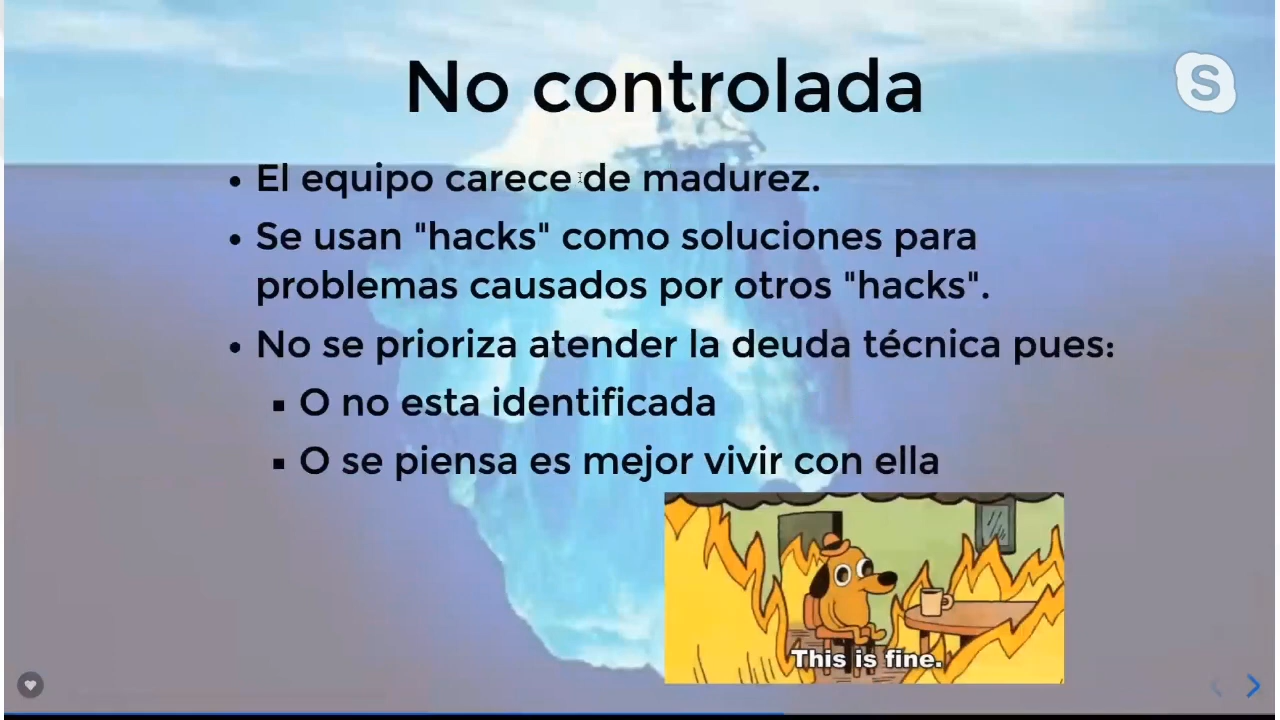 No controlada
S
El equipo carece de madurez.
Se usan "hacks" como soluciones para
problemas causados por otros "hacks".
No se prioriza atender la deuda técnica pues:
O no esta identificada
O se piensa es mejor vivir con ella
This is fine.